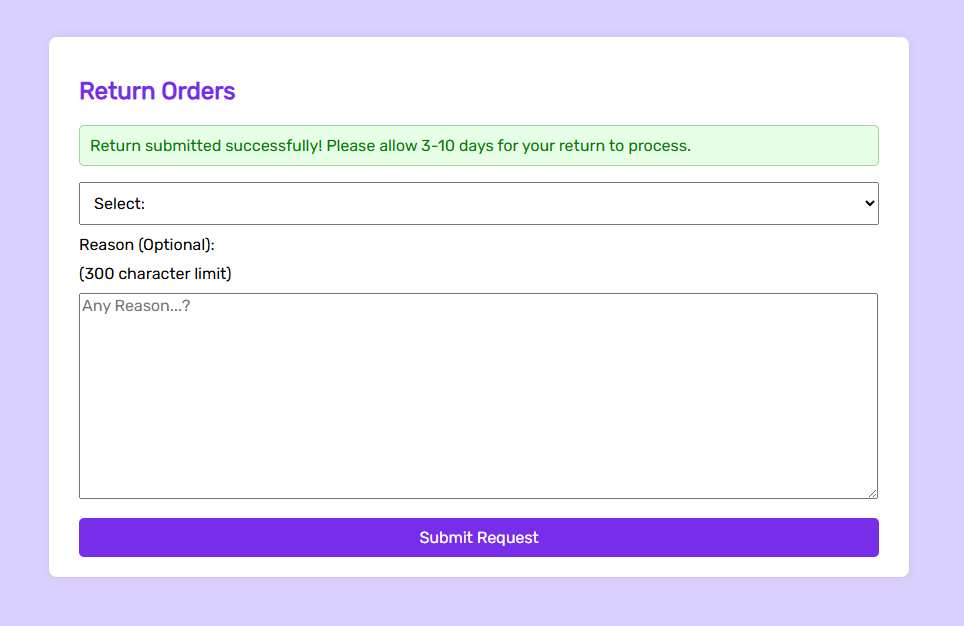 Return Orders
Return submitted successfully! Please allow 3-10 days for your return to process.
Select:
Reason (Optional):
(300 character limit)
Any Reason...?
Submit Request